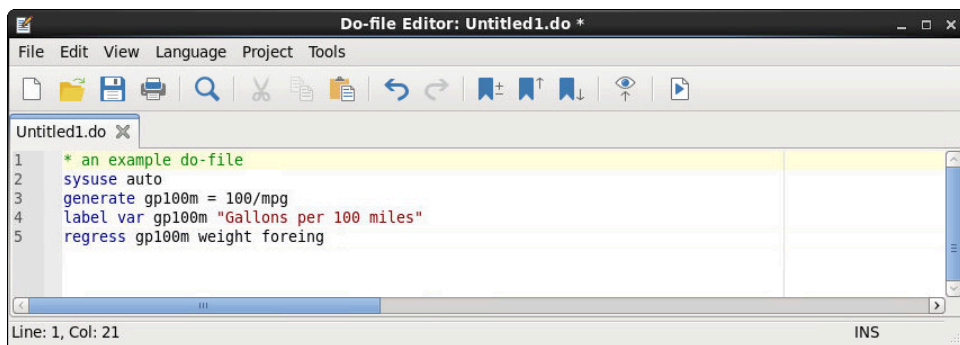 Do-file Editor: Untitled1.do *
File Edit View Language Project Tools
Untitled1.do
1 * an example do-file
2 sysuse auto
3 generate gp100m = 100/mpg
4 label var gp100m "Gallons per 100 miles"
5 regress gp100m weight foreing
Line: 1, Col: 21 INS